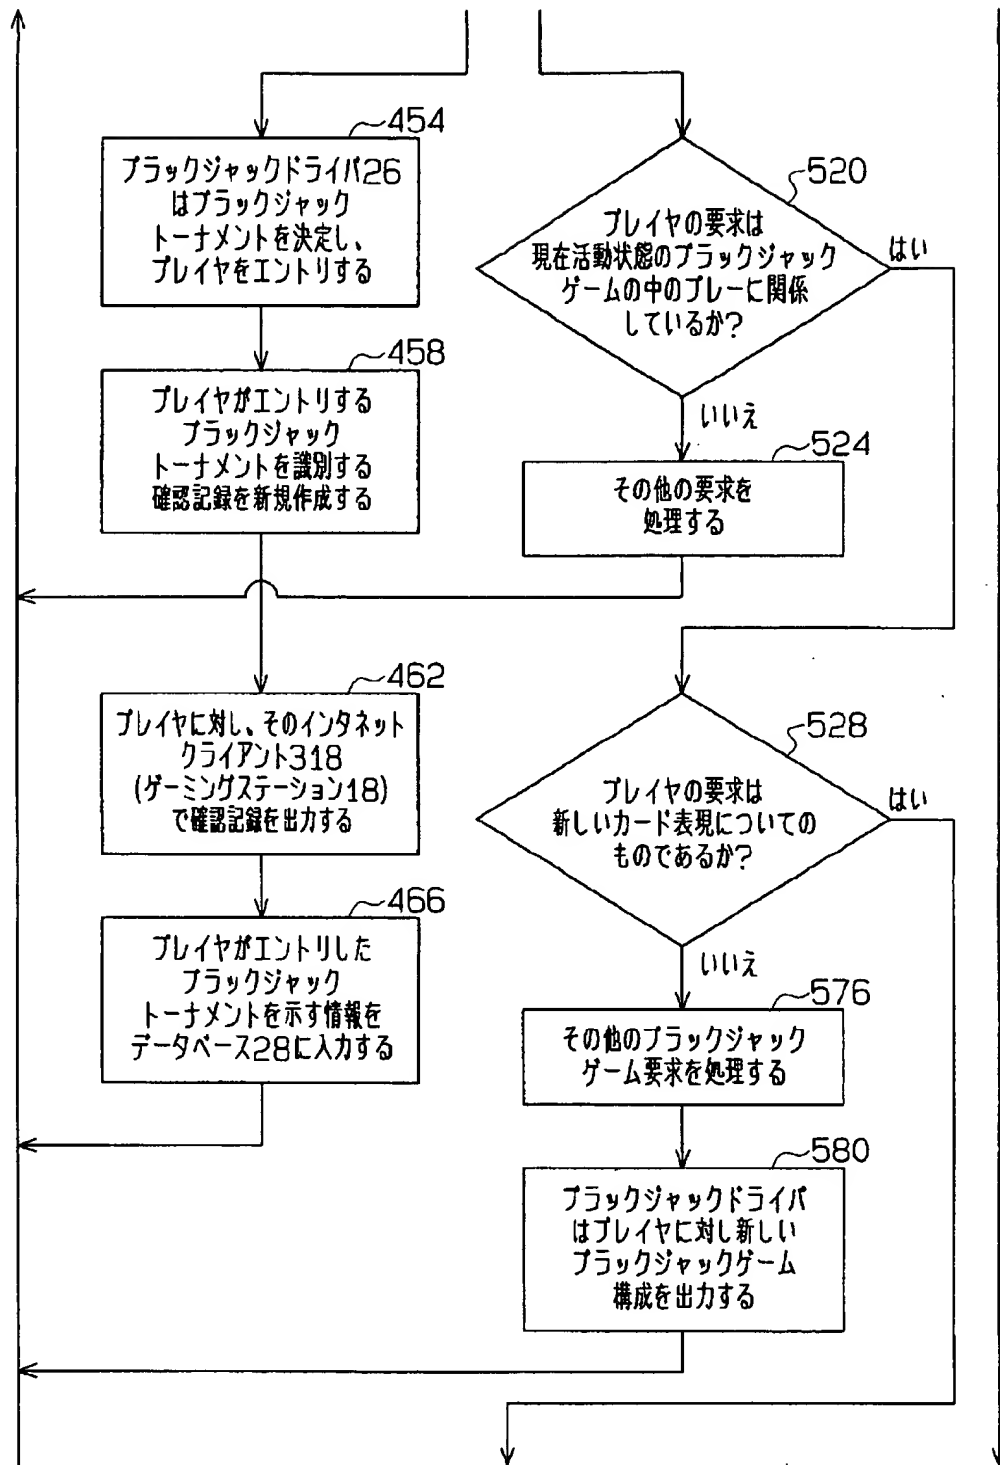 454
ブラックジャックドライバ26
はブラックジャック
トーナメントを決定し、
プレイヤをエントリする
458
プレイヤがエントリする
ブラックジャック
トーナメントを識別する
確認記録を新規作成する
462
プレイヤに対し、そのインタネット
クライアント318
(ゲーミングステーション18)
で確認記録を出力する
466
プレイヤがエントリした
ブラックジャック
トーナメントを示す情報を
データベース28に入力する
520
プレイヤの要求は
現在活動状態のブラックジャック
ゲームの中のプレーに関係
しているか?
はい
いいえ
524
その他の要求を
処理する
528
プレイヤの要求は
新しいカード表現についての
ものであるか?
はい
いいえ
576
その他のブラックジャック
ゲーム要求を処理する
580
ブラックジャックドライバ
はプレイヤに対し新しい
ブラックジャックゲーム
構成を出力する